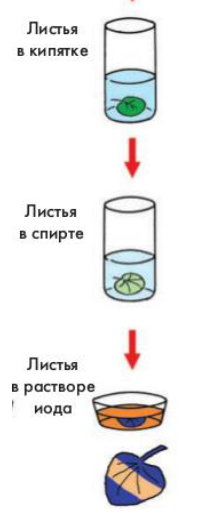 Листья
в кипятке
Листья
в спирте
Листья
в растворе
иода